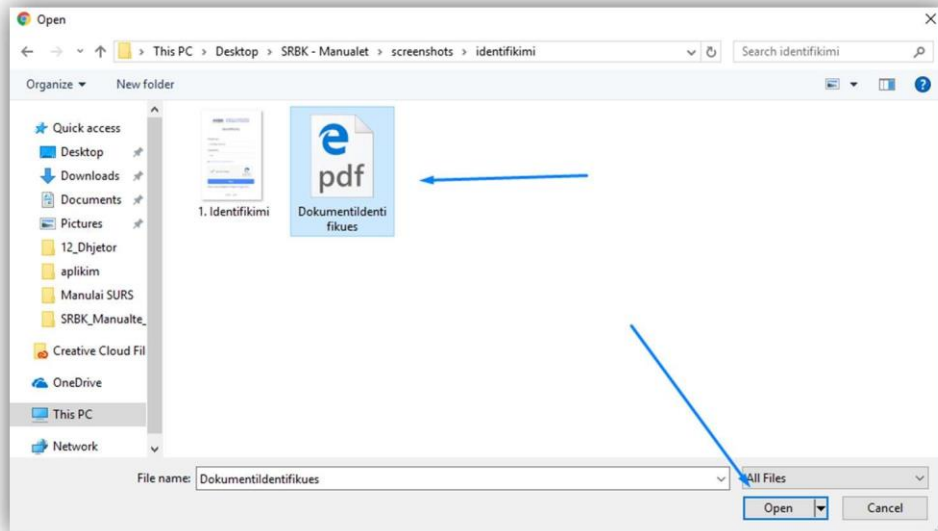 Open
This PC > Desktop > SRBK - Manualet > screenshots > identifikimi
Search identifikimi
Organize
New folder
Quick access
Desktop
Downloads
Documents
Pictures
12_Dhjetor
aplikim
Manulai SURS
SRBK_Manualte_
Creative Cloud Fil
OneDrive
This PC
Network
1. Identifikimi
pdf
DokumentiIdenti
fikues
File name:
DokumentiIdentifikues
All Files
Open
Cancel